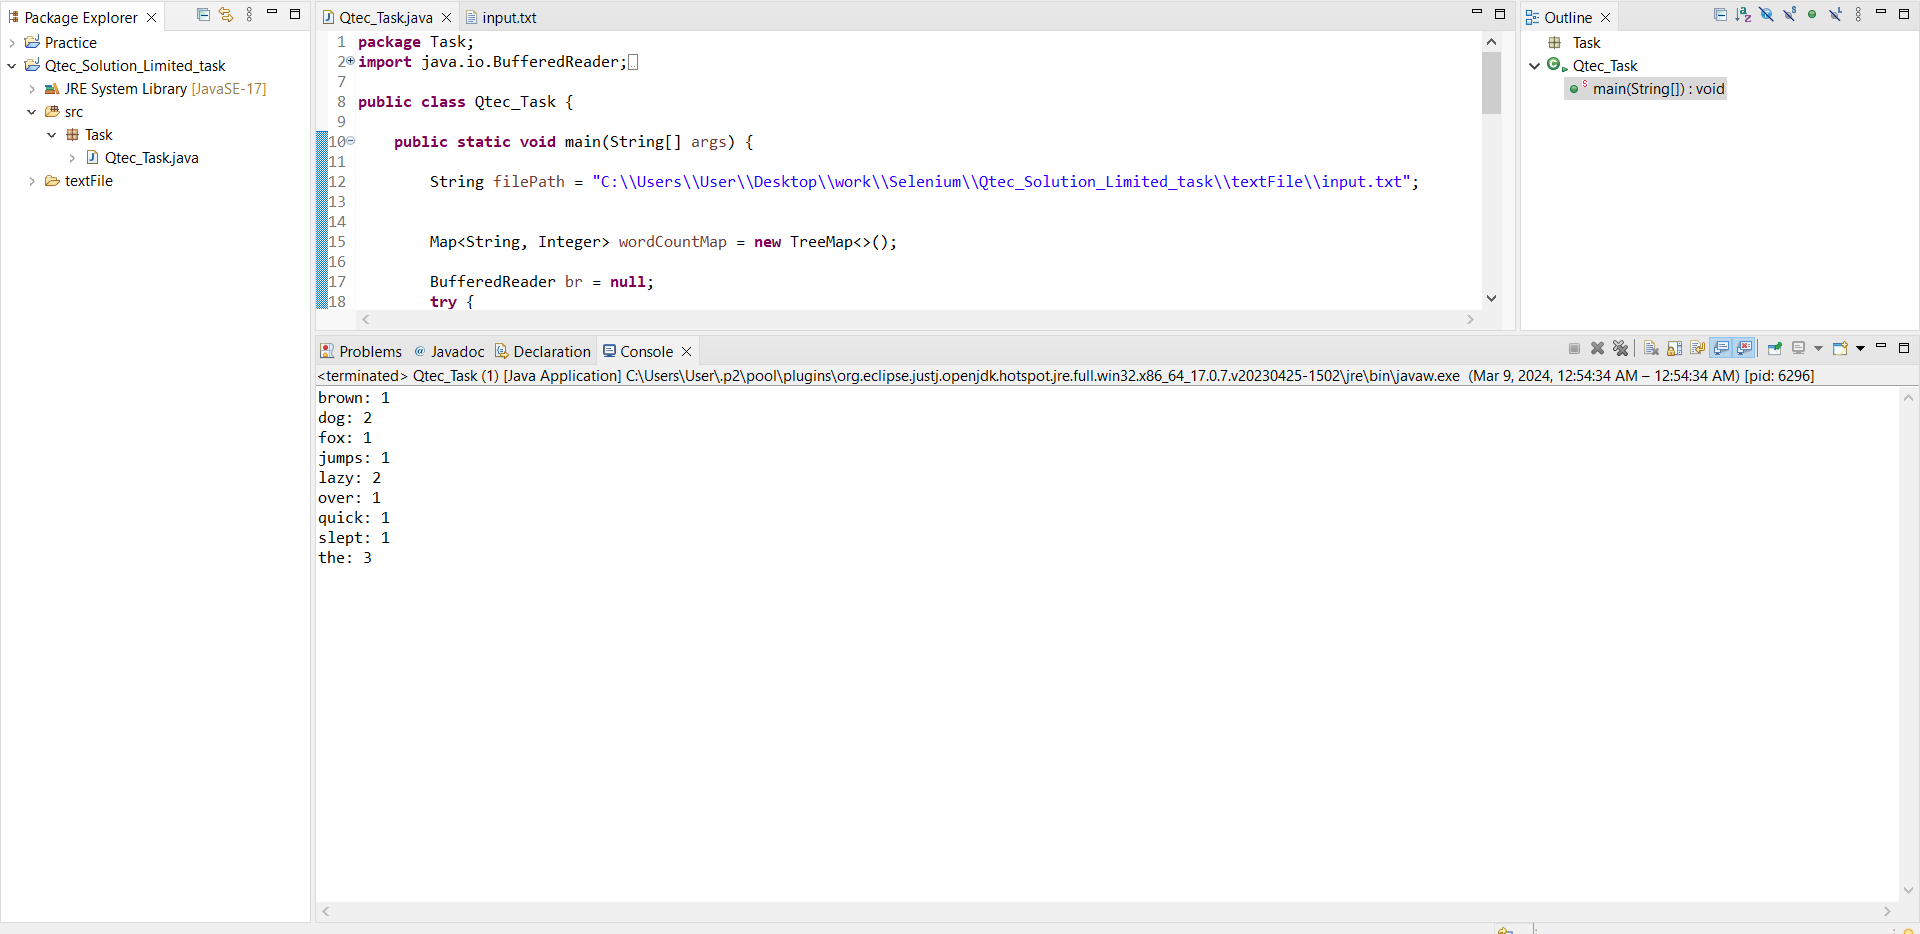 Package Explorer
Practice
Qtec_Solution_Limited_task
JRE System Library [JavaSE-17]
src
Task
Qtec_Task.java
textFile
Qtec_Task.java input.txt
1 package Task;
2 import java.io.BufferedReader;
7
8 public class Qtec_Task {
9
10 public static void main(String[] args) {
11
12 String filePath = "C:\\Users\\User\\Desktop\\work\\Selenium\\Qtec_Solution_Limited_task\\textFile\\input.txt";
13
14
15 Map<String, Integer> wordCountMap = new TreeMap<>();
16
17 BufferedReader br = null;
18 try {
Outline
Task
Qtec_Task
main(String[]) : void
Problems @ Javadoc Declaration Console
<terminated> Qtec_Task (1) [Java Application] C:\Users\User\.p2\pool\plugins\org.eclipse.justj.openjdk.hotspot.jre.full.win32.x86_64_17.0.7.v20230425-1502\jre\bin\javaw.exe (Mar 9, 2024, 12:54:34 AM – 12:54:34 AM) [pid: 6296]
brown: 1
dog: 2
fox: 1
jumps: 1
lazy: 2
over: 1
quick: 1
slept: 1
the: 3